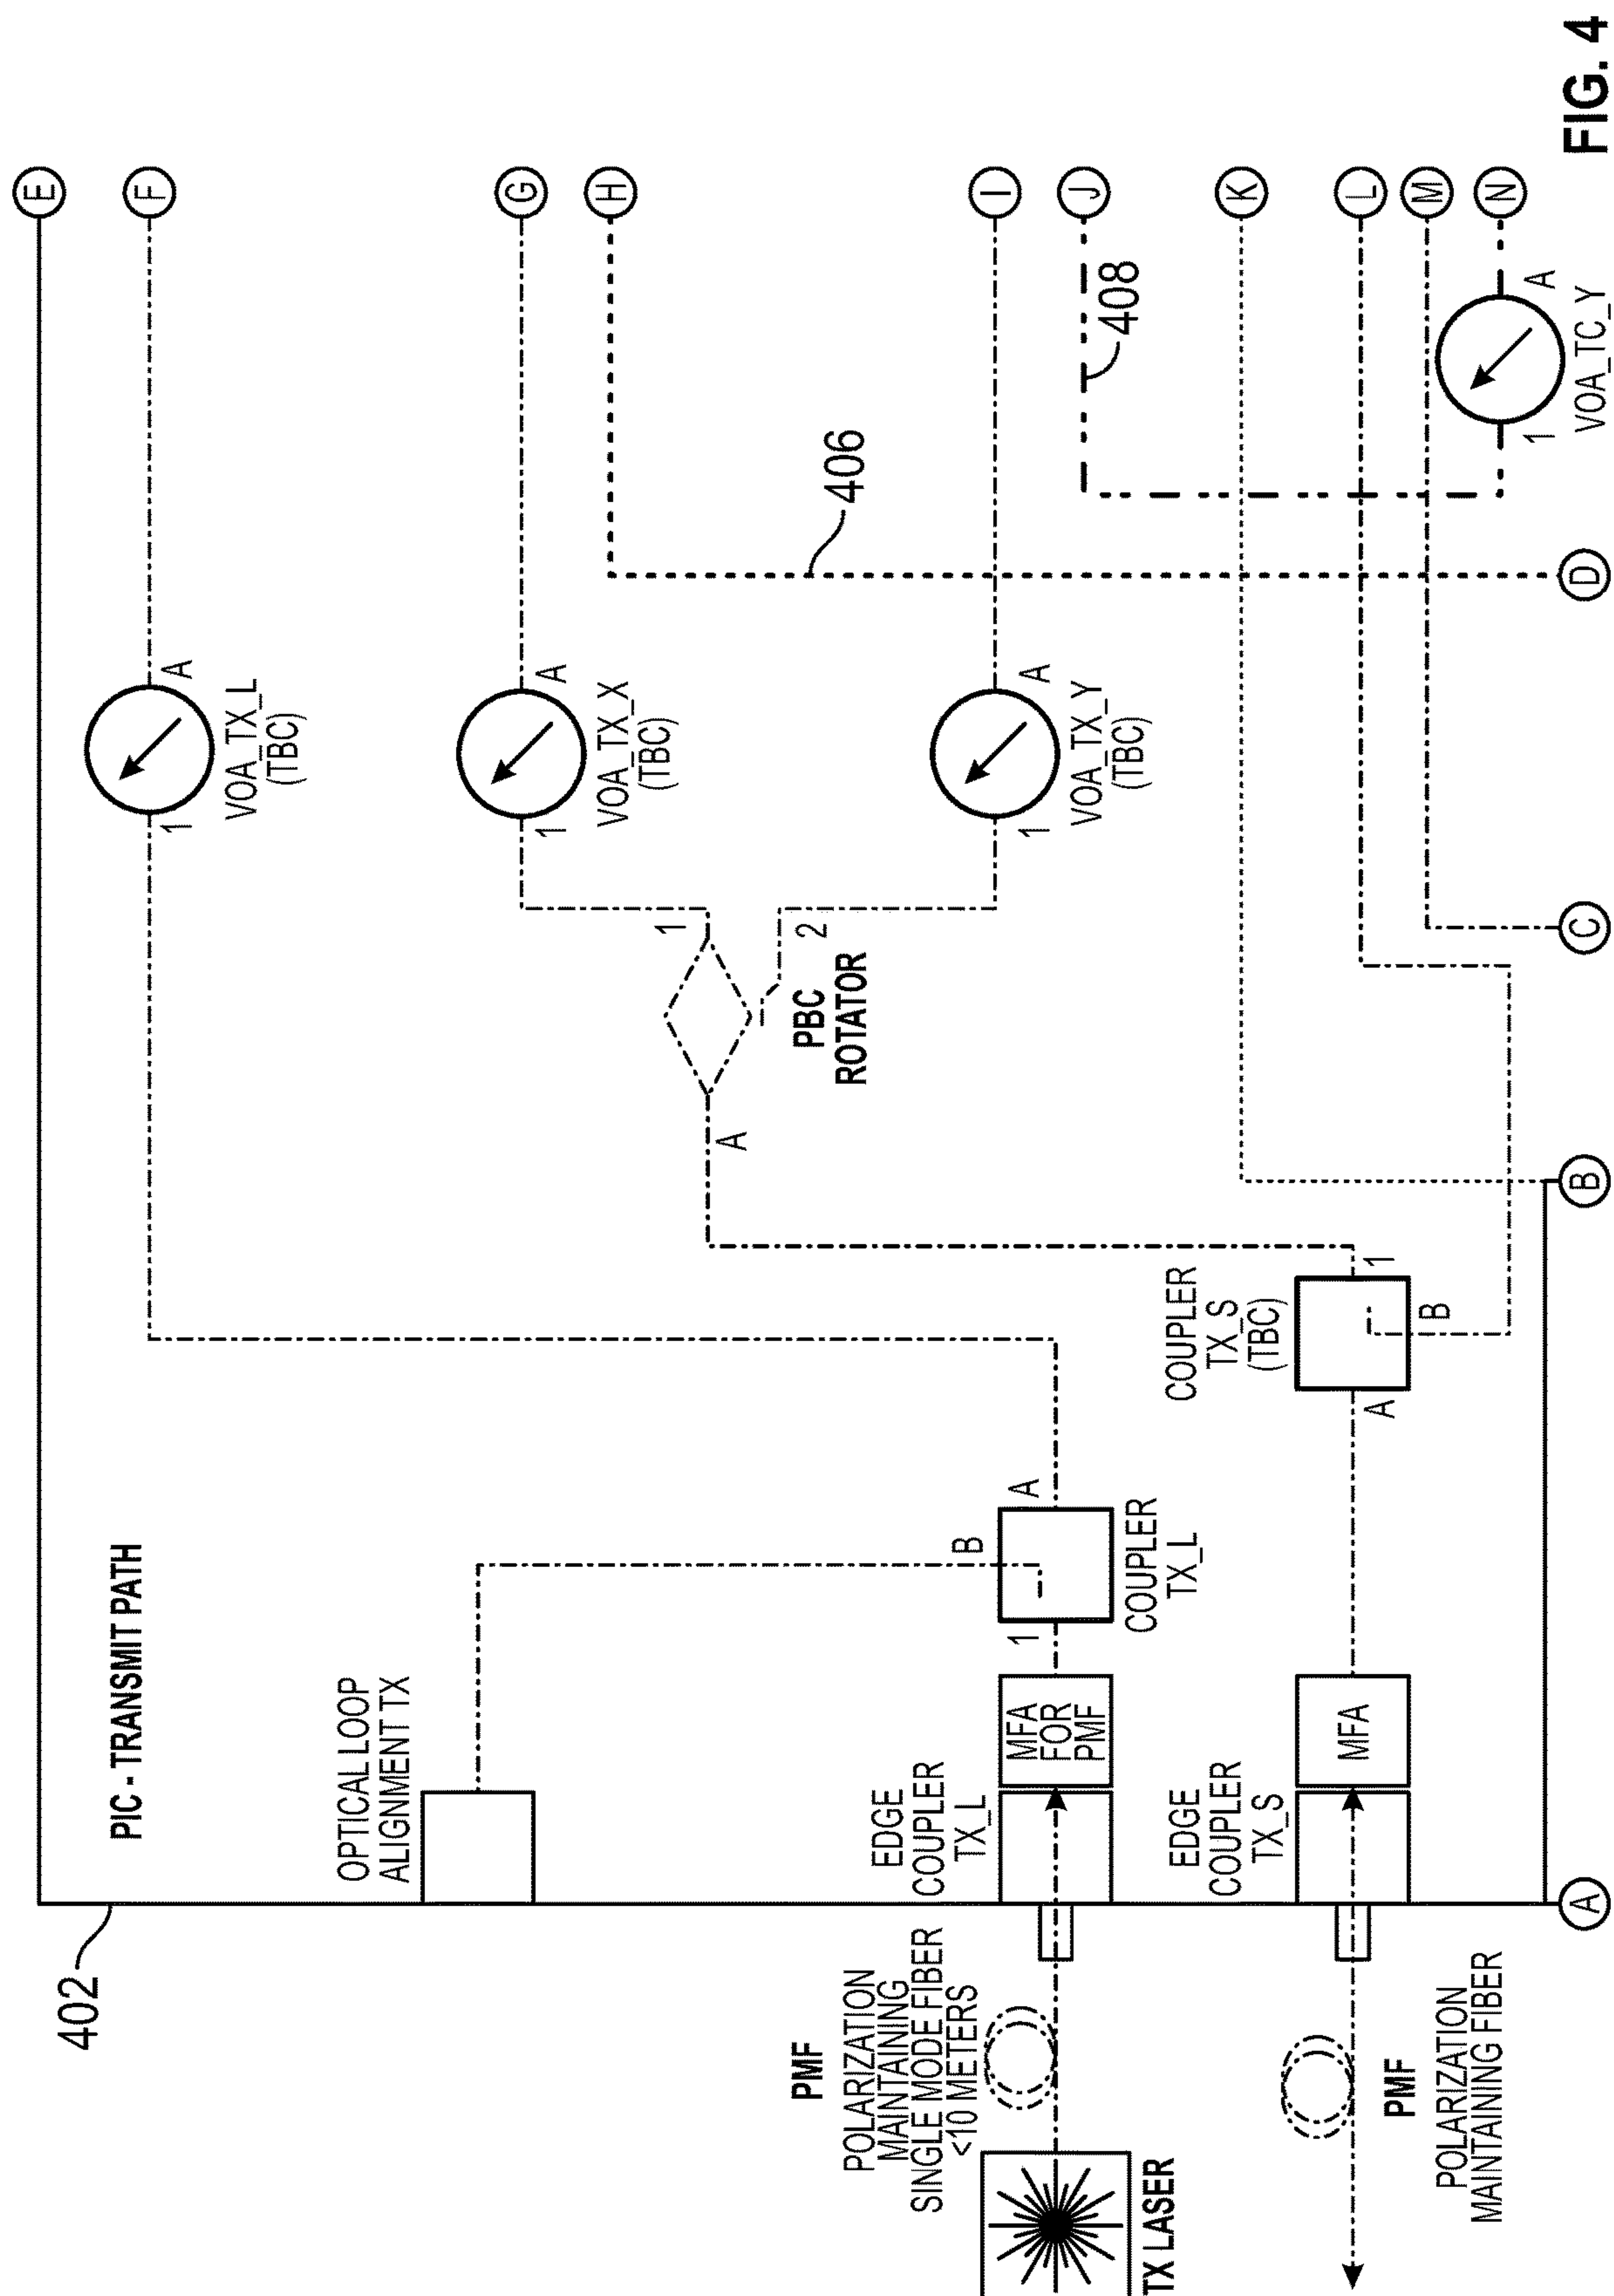 402
PIC - TRANSMIT PATH
E
F
1
A
VOA_TX_L
(TBC)
OPTICAL LOOP
ALIGNMENT TX
G
1
A
VOA_TX_X
(TBC)
H
406
A
1
2
PBC
ROTATOR
PMF
POLARIZATION
MAINTAINING
SINGLE MODE FIBER
<10 METERS
TX LASER
EDGE
COUPLER
TX_L
MFA
FOR
PMF
1
B
A
COUPLER
TX_L
1
A
VOA_TX_Y
(TBC)
I
J
408
K
PMF
POLARIZATION
MAINTAINING FIBER
EDGE
COUPLER
TX_S
MFA
COUPLER
TX_S
(TBC)
A
1
B
L
M
N
1
A
VOA_TC_Y
A
B
C
D
FIG. 4